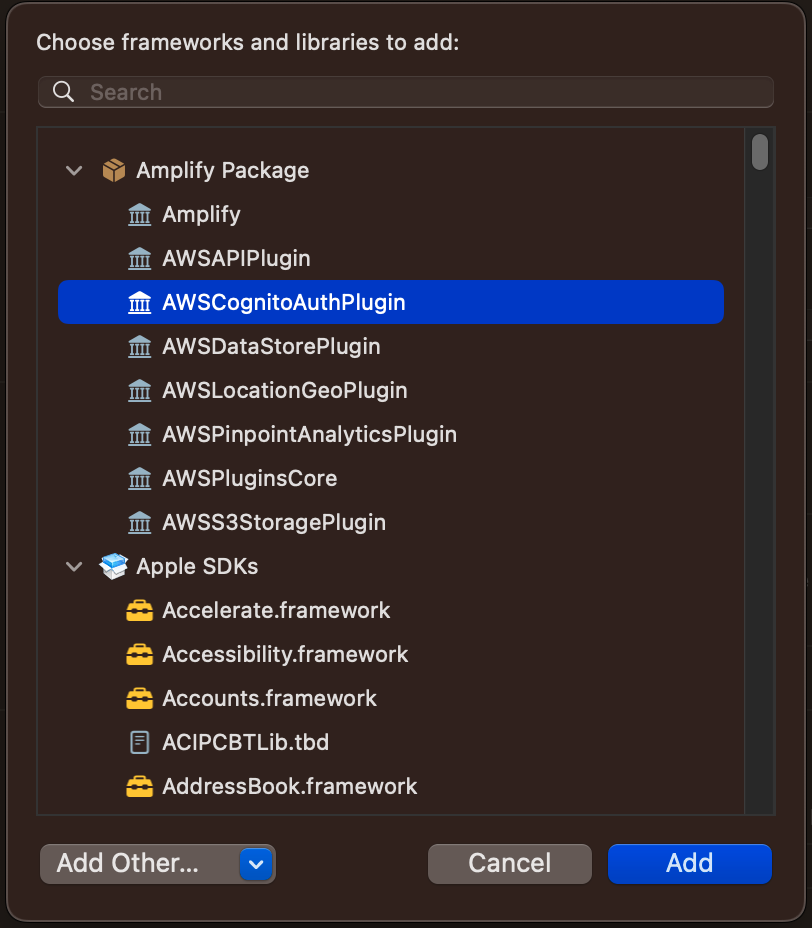 Choose frameworks and libraries to add:
Search
Amplify Package
Amplify
AWSAPIPlugin
AWSCognitoAuthPlugin
AWSDataStorePlugin
AWSLocationGeoPlugin
AWSPinpointAnalyticsPlugin
AWSPluginsCore
AWSS3StoragePlugin
Apple SDKs
Accelerate.framework
Accessibility.framework
Accounts.framework
ACIPCBTLib.tbd
AddressBook.framework
Add Other... Cancel Add